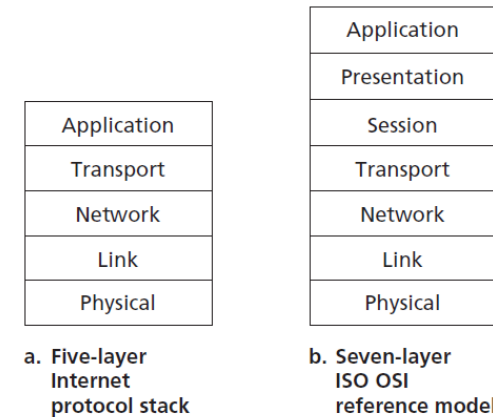 Application
Transport
Network
Link
Physical
a. Five-layer
Internet
protocol stack
Application
Presentation
Session
Transport
Network
Link
Physical
b. Seven-layer
ISO OSI
reference model